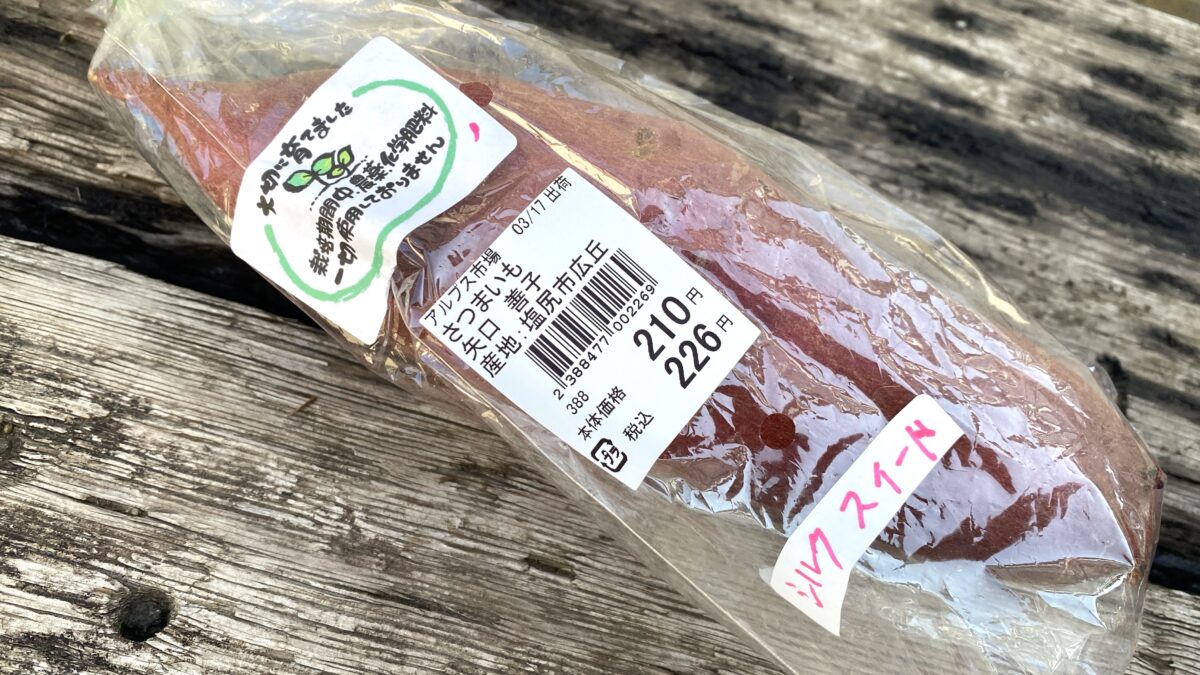 大切に育てました
栽培期間中 農薬・化学肥料
一切使用しておりません
03/17 出荷
アルプス市場
さつまいも
矢口 善子
産地:塩尻市広丘
2388477002269
388
本体価格 210円
税込 226円
プラ
シルクスイート